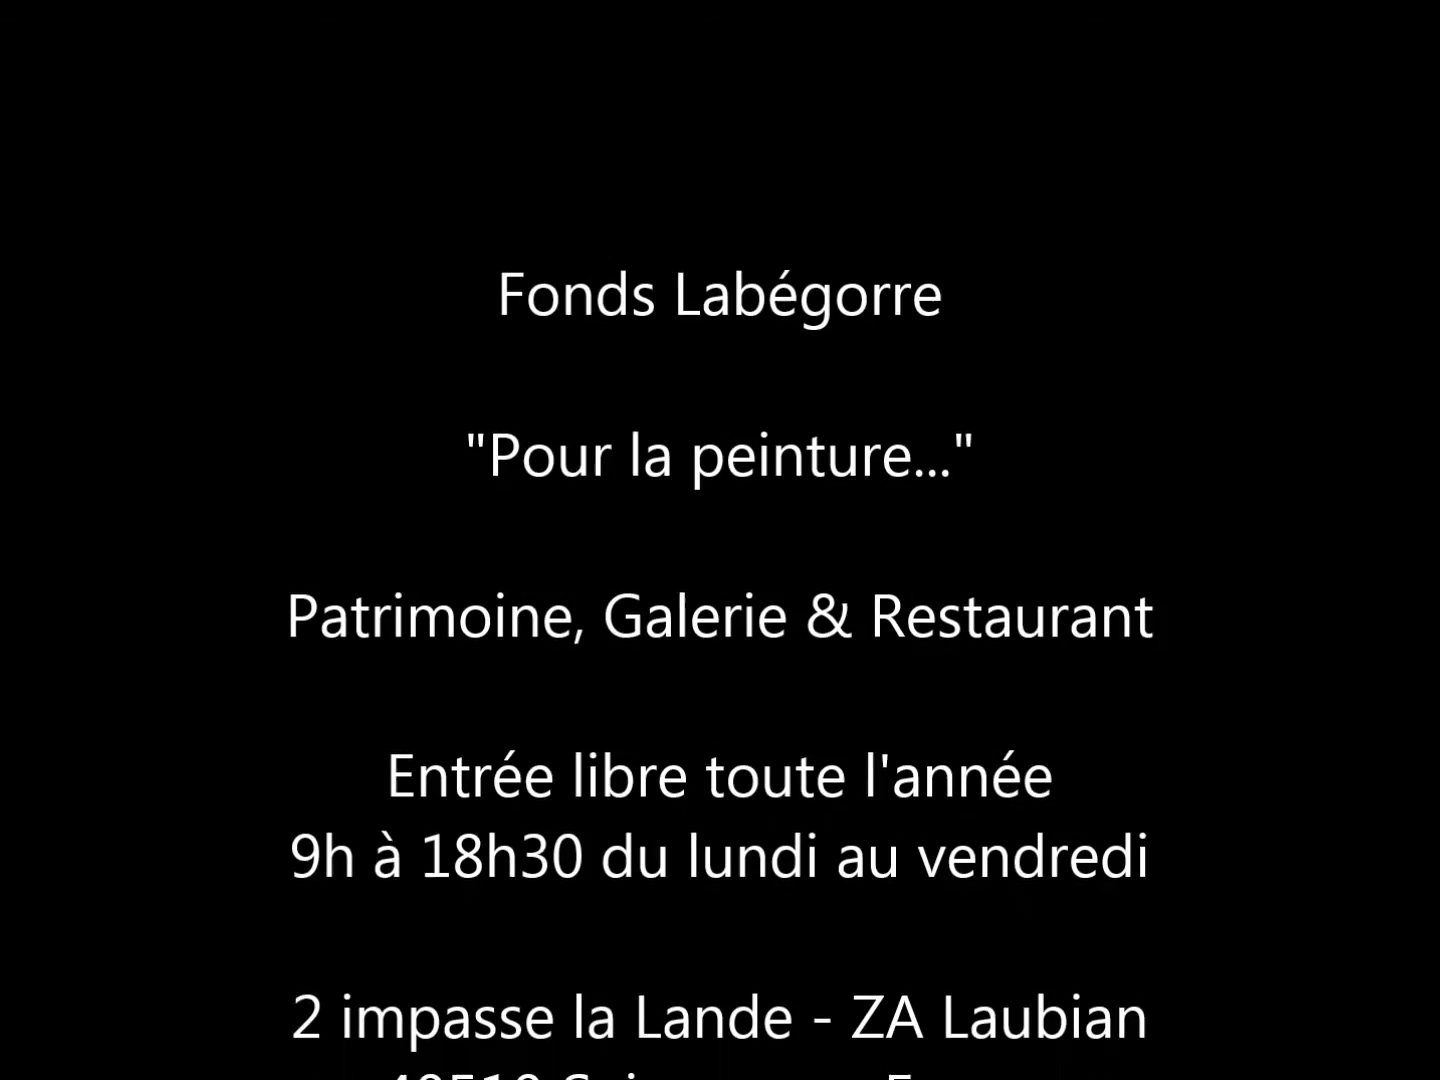 Fonds Labégorre
"Pour la peinture..."
Patrimoine, Galerie & Restaurant
Entrée libre toute l'année
9h à 18h30 du lundi au vendredi
2 impasse la Lande - ZA Laubian